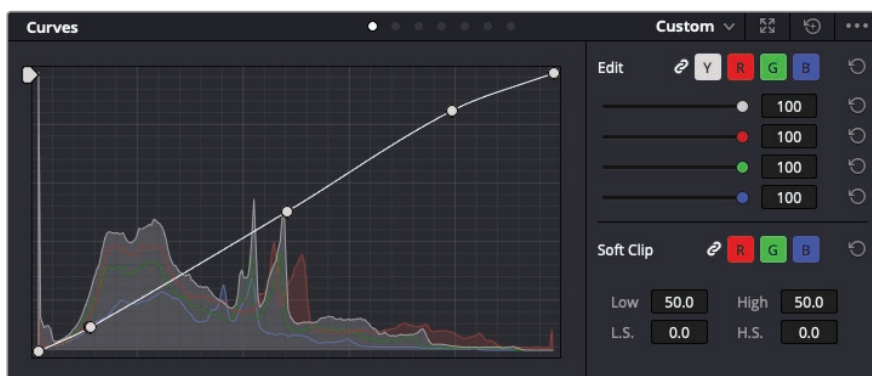 Curves Custom
Edit Y R G B
100
100
100
100
Soft Clip R G B
Low 50.0 High 50.0
L.S. 0.0 H.S. 0.0